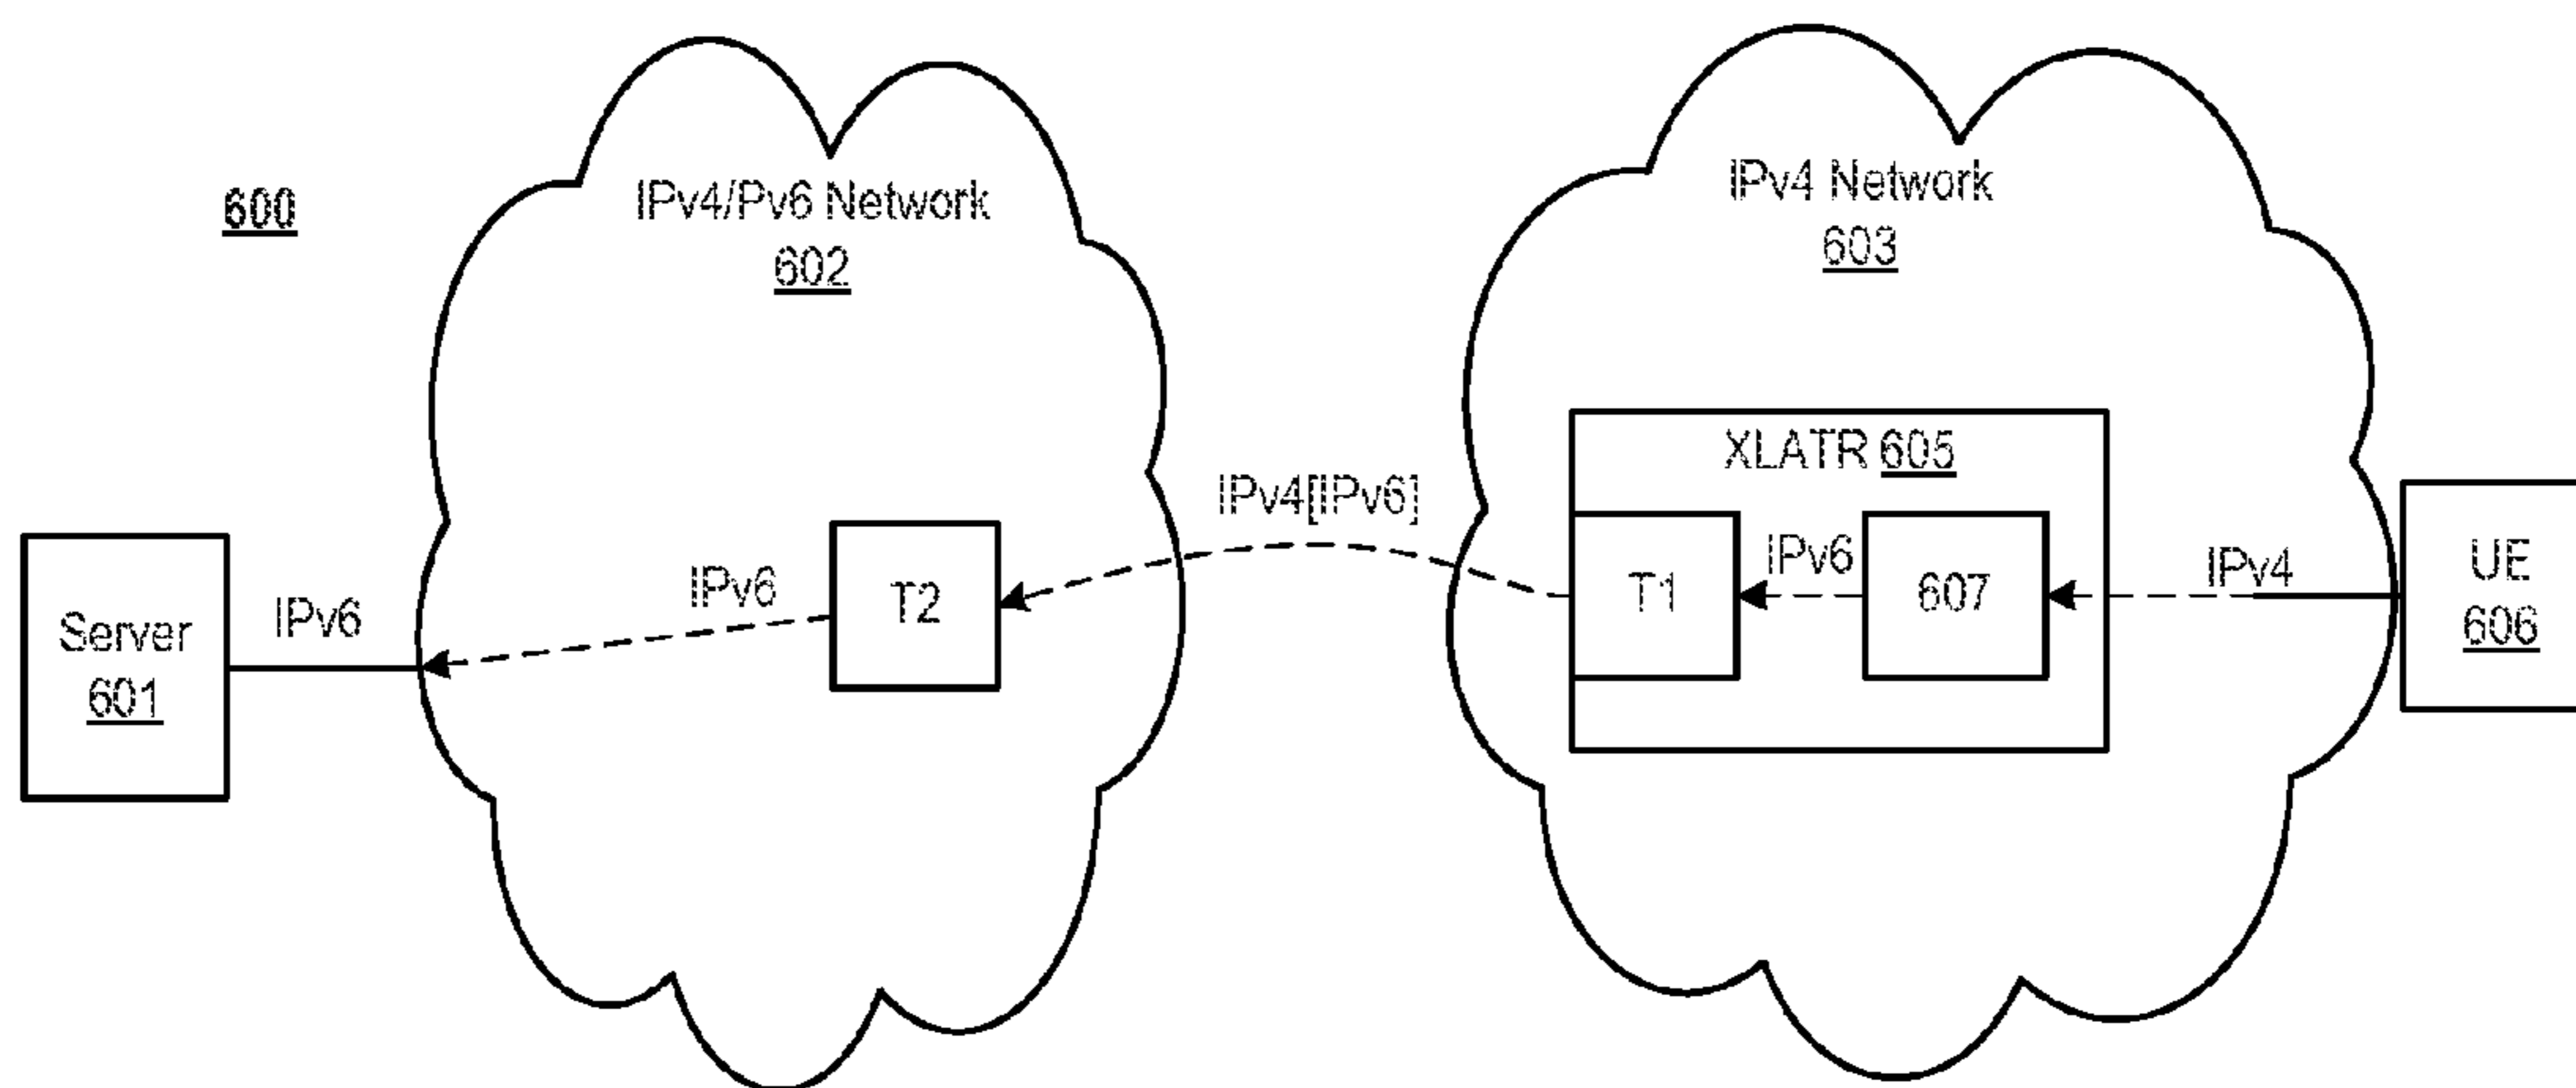 600
IPv4/Pv6 Network
602
IPv4 Network
603
XLATR 605
IPv4[IPv6]
Server
601
IPv6
IPv6
T2
T1
IPv6
607
IPv4
UE
606